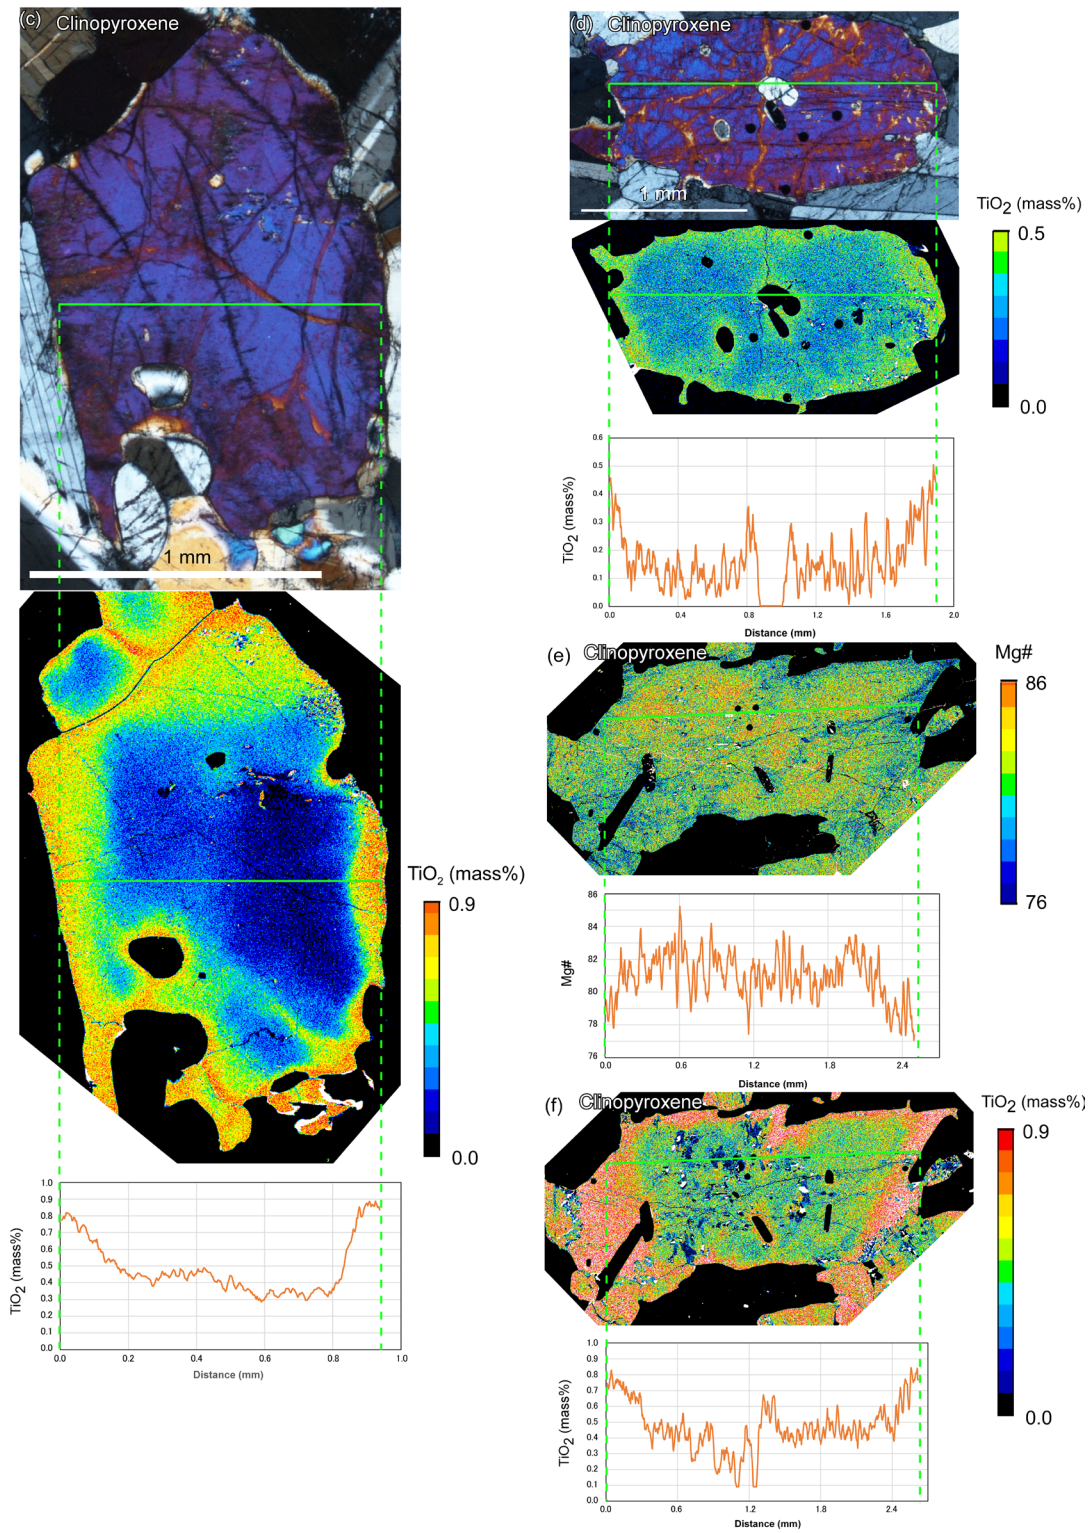 (c) Clinopyroxene
1 mm
TiO2 (mass%)
0.9
0.0
1.0
0.9
0.8
0.7
0.6
0.5
0.4
0.3
0.2
0.1
0.0
TiO2 (mass%)
0.0 0.2 0.4 0.6 0.8 1.0
Distance (mm)
(d) Clinopyroxene
1 mm
TiO2 (mass%)
0.5
0.0
0.6
0.5
0.4
0.3
0.2
0.1
0.0
TiO2 (mass%)
0.0 0.4 0.8 1.2 1.6 2.0
Distance (mm)
(e) Clinopyroxene
Mg#
86
76
86
84
82
80
78
76
Mg#
0.0 0.6 1.2 1.8 2.4
Distance (mm)
(f) Clinopyroxene
TiO2 (mass%)
0.9
0.0
1.0
0.9
0.8
0.7
0.6
0.5
0.4
0.3
0.2
0.1
0.0
TiO2 (mass%)
0.0 0.6 1.2 1.8 2.4
Distance (mm)